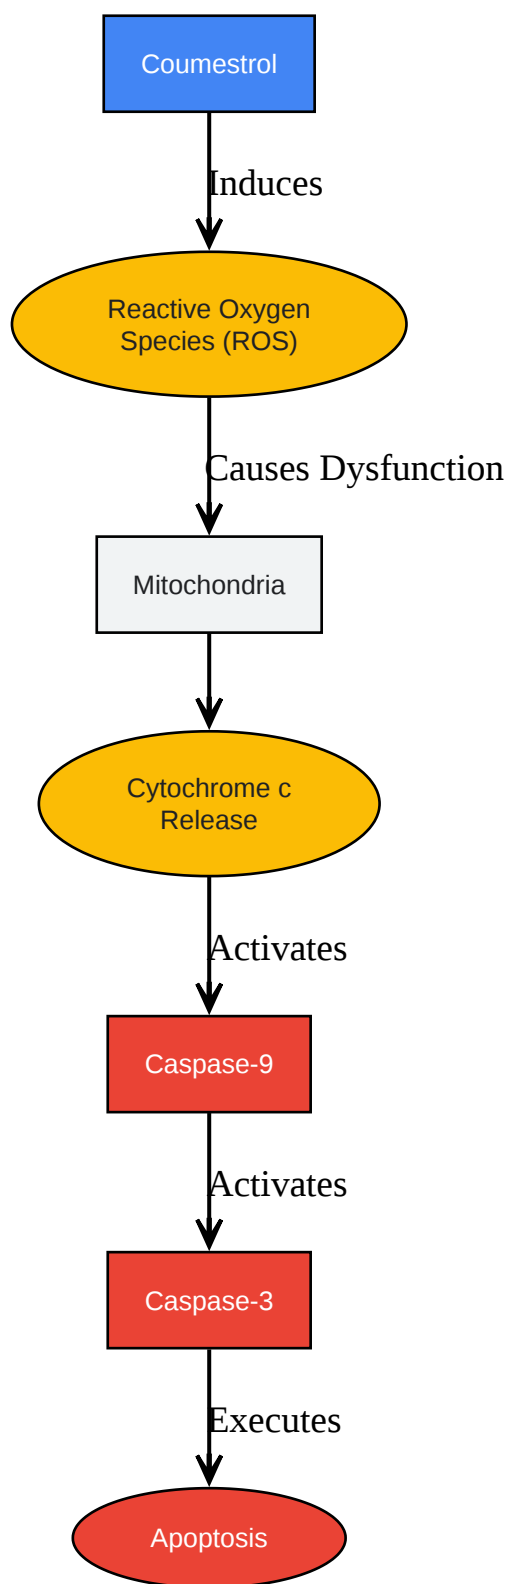 Coumestrol
Induces
Reactive Oxygen
Species (ROS)
Causes Dysfunction
Mitochondria
Cytochrome c
Release
Activates
Caspase-9
Activates
Caspase-3
Executes
Apoptosis